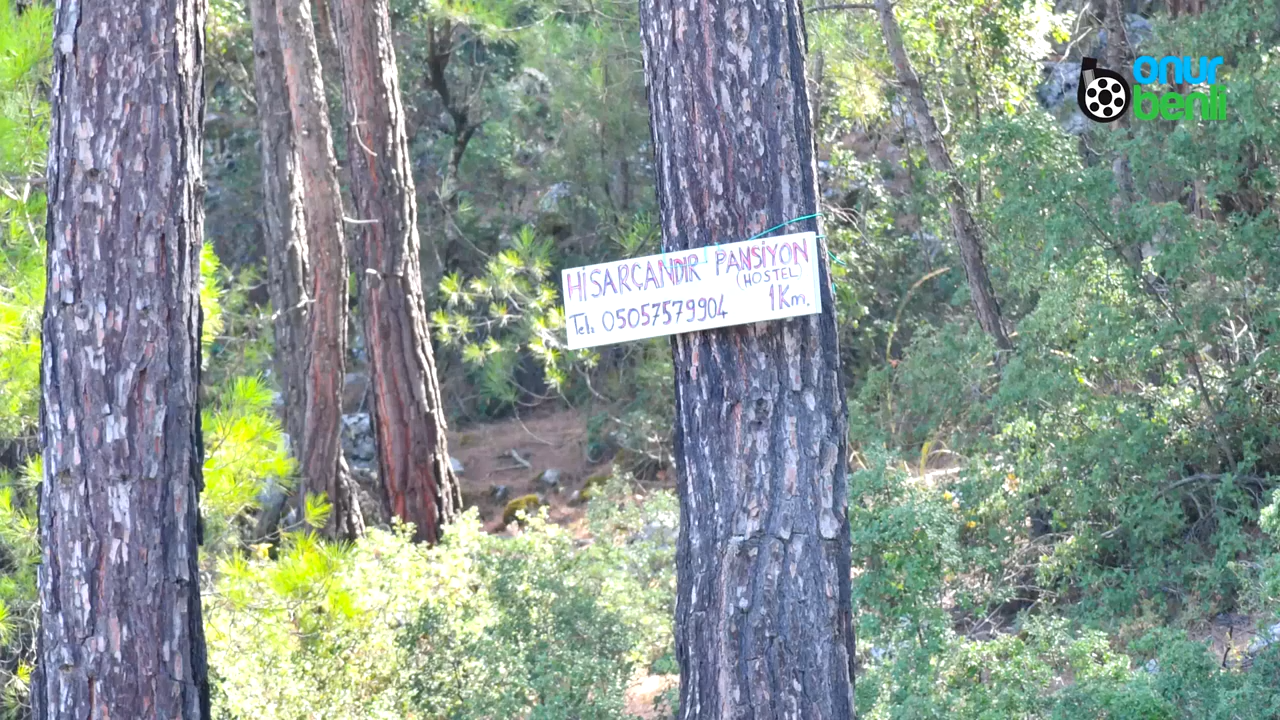 onur
benli
HİSARÇANDIR PANSİYON
(HOSTEL)
Tel: 05057579904 1Km.